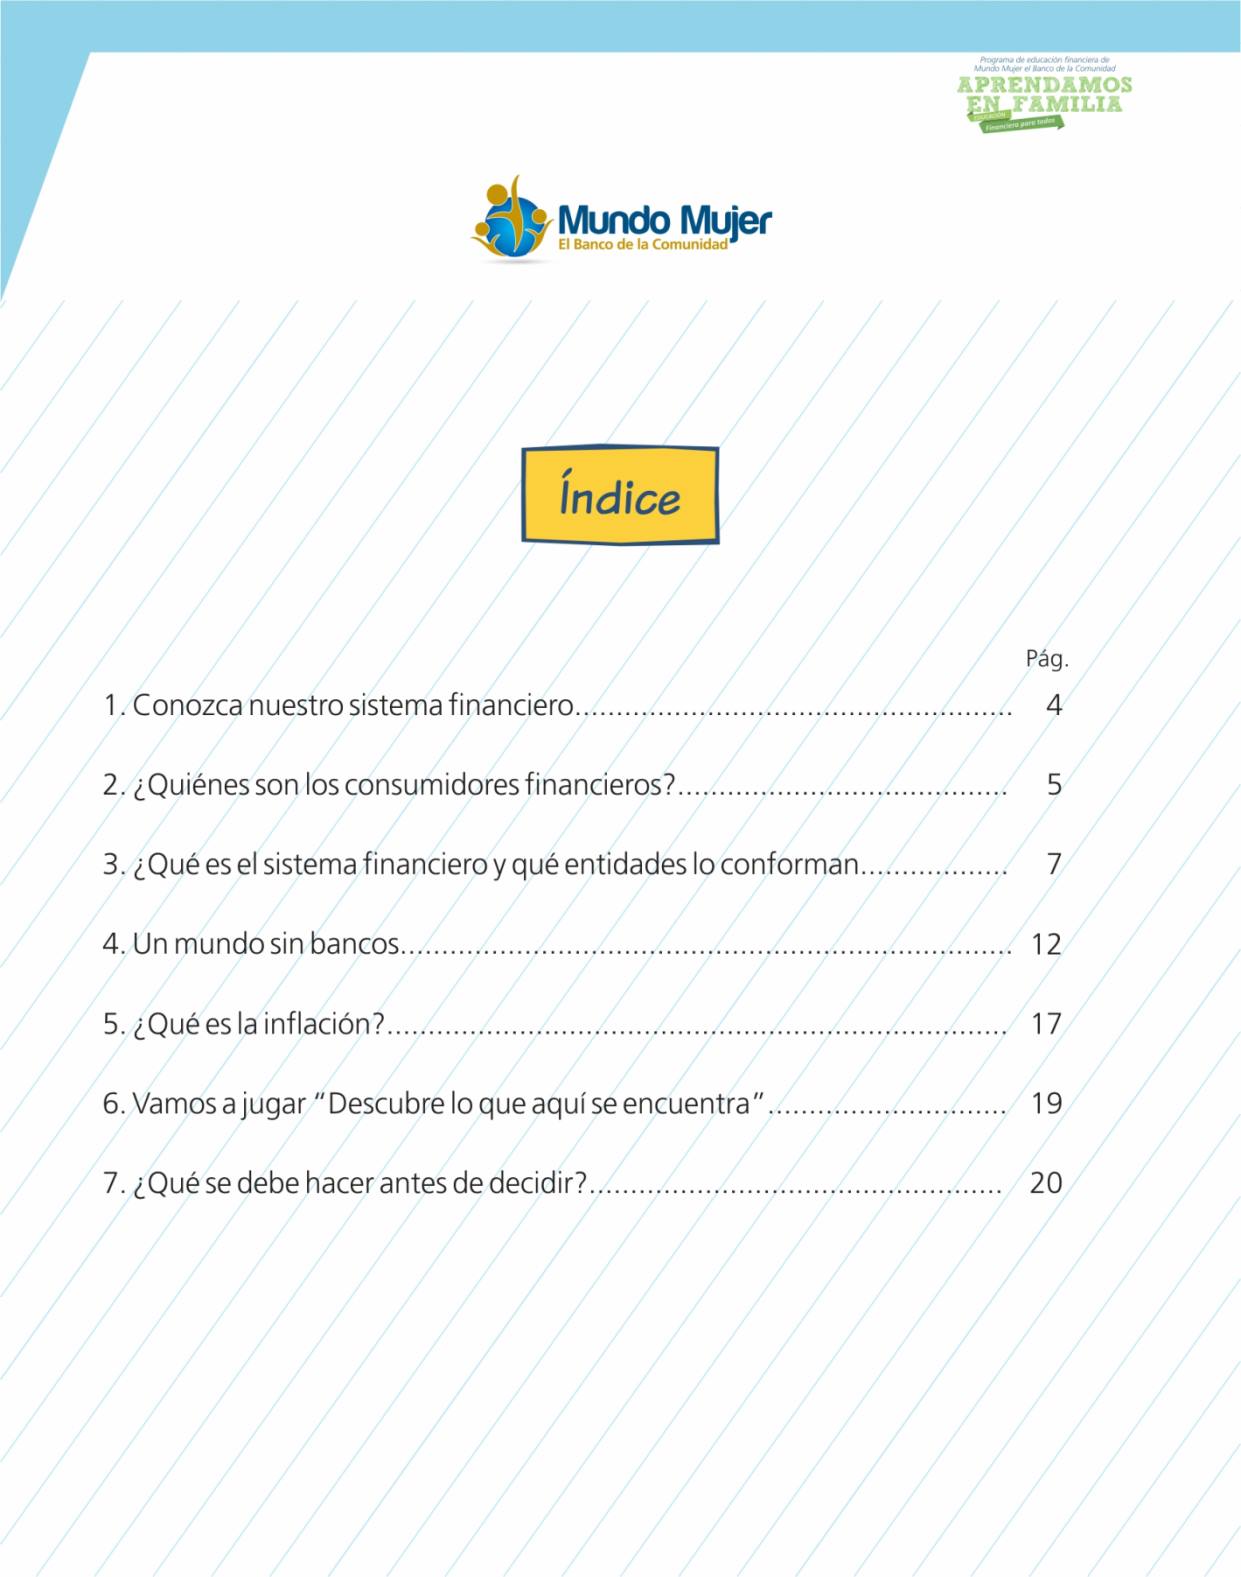 Programa de educación financiera de
Mundo Mujer el Banco de la Comunidad
APRENDAMOS
EN FAMILIA
EDUCACIÓN
Financiera para todos
Mundo Mujer
El Banco de la Comunidad
Índice
Pág.
1. Conozca nuestro sistema financiero..................................................... 4
2. ¿Quiénes son los consumidores financieros?........................................ 5
3. ¿Qué es el sistema financiero y qué entidades lo conforman.................. 7
4. Un mundo sin bancos.......................................................................... 12
5. ¿Qué es la inflación?........................................................................... 17
6. Vamos a jugar “Descubre lo que aquí se encuentra”............................. 19
7. ¿Qué se debe hacer antes de decidir?.................................................. 20